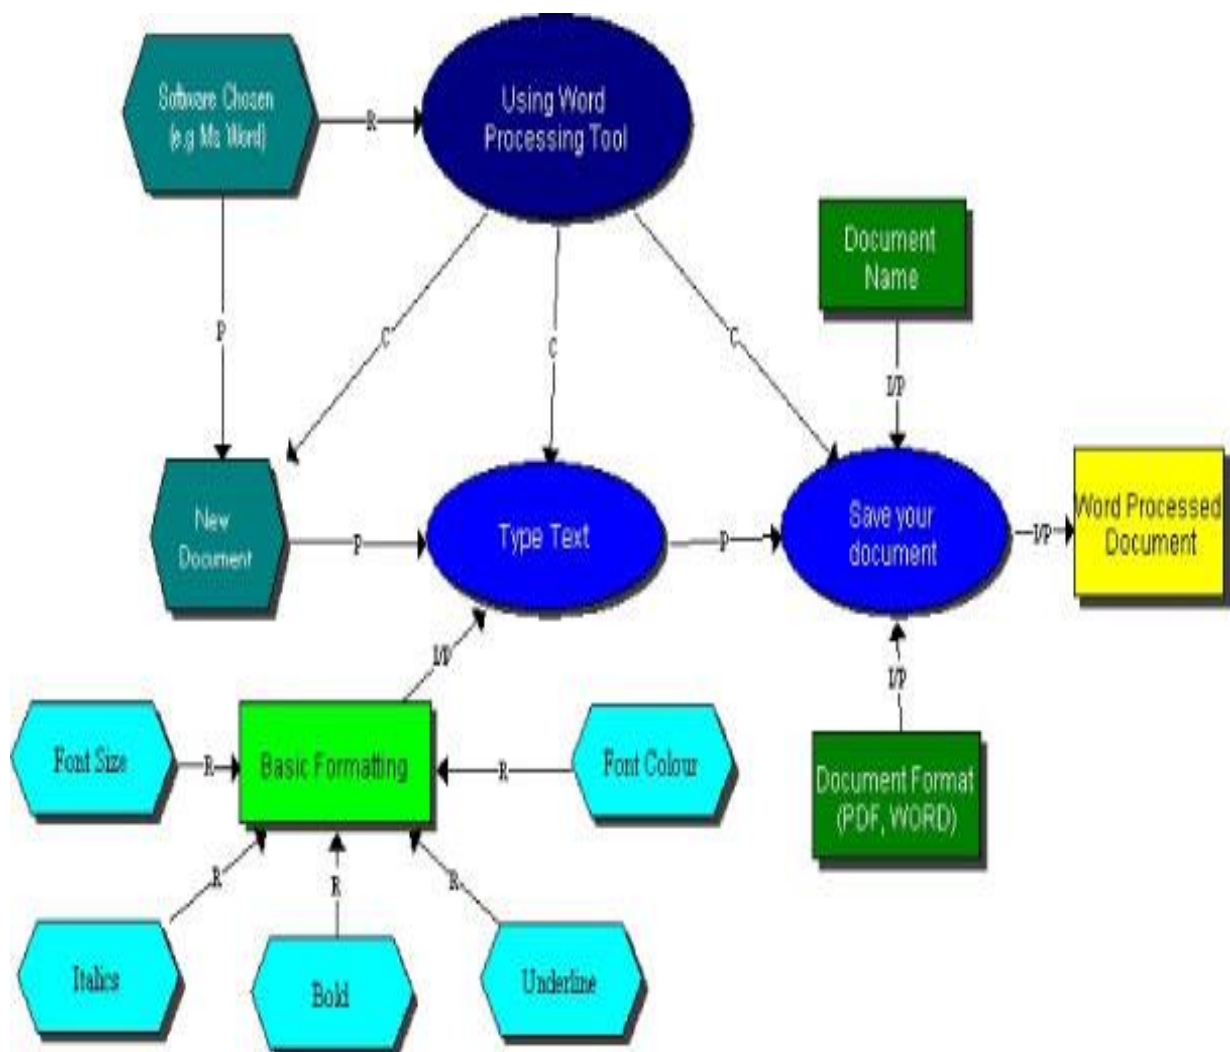 Software Chosen
(e.g Ms Word)
R
Using Word
Processing Tool
Document
Name
P
C
C
C
I/P
New
Document
P
Type Text
P
Save your
document
I/P
Word Processed
Document
I/P
I/P
Font Size
R
Basic Formatting
R
Font Colour
Document Format
(PDF, WORD)
R
R
R
Italics
Bold
Underline